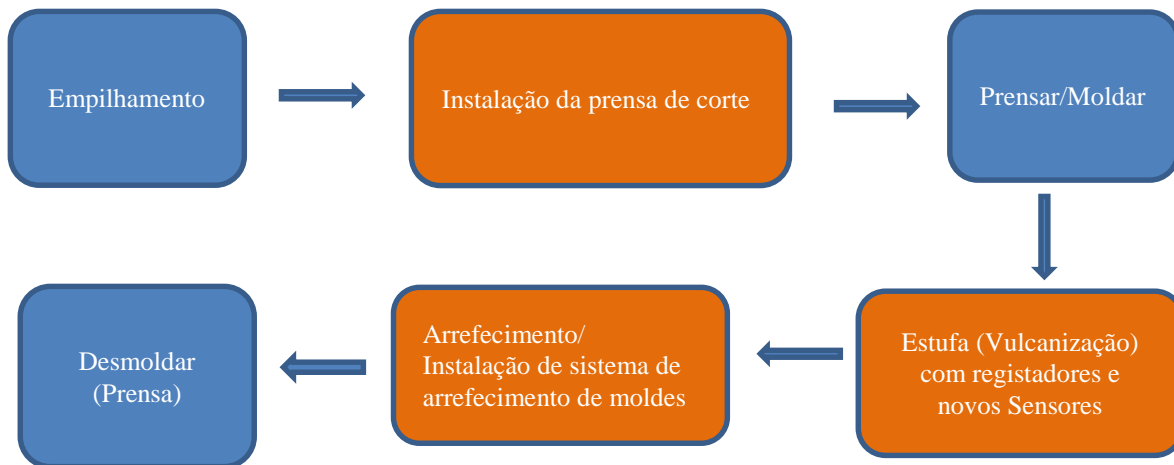 Empilhamento
Instalação da prensa de corte
Prensar/Moldar
Estufa (Vulcanização)
com registadores e
novos Sensores
Arrefecimento/
Instalação de sistema de
arrefecimento de moldes
Desmoldar
(Prensa)